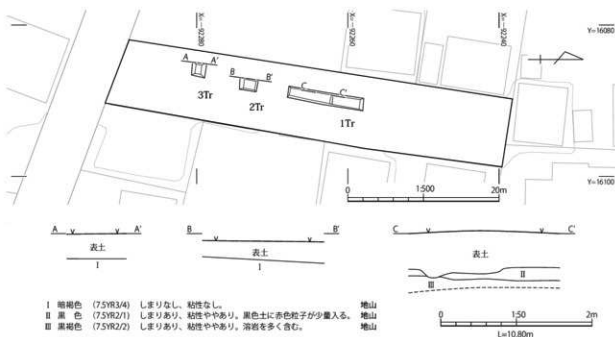 X=-92280
X=-92260
X=-92240
Y=16080
A A'
B B'
C C'
3Tr
2Tr
1Tr
0 1:500 20m
Y=16100
A A'
B B'
C C'
表土
I
表土
I
表土
II
III
I 暗褐色 (7.5YR3/4) しまりなし、粘性なし。 地山
II 黒 色 (7.5YR2/1) しまりあり、粘性ややあり。黒色土に赤色粒子が少量入る。 地山
III 黒褐色 (7.5YR2/2) しまりあり、粘性ややあり。溶岩を多く含む。 地山
0 2m
L=10.80m